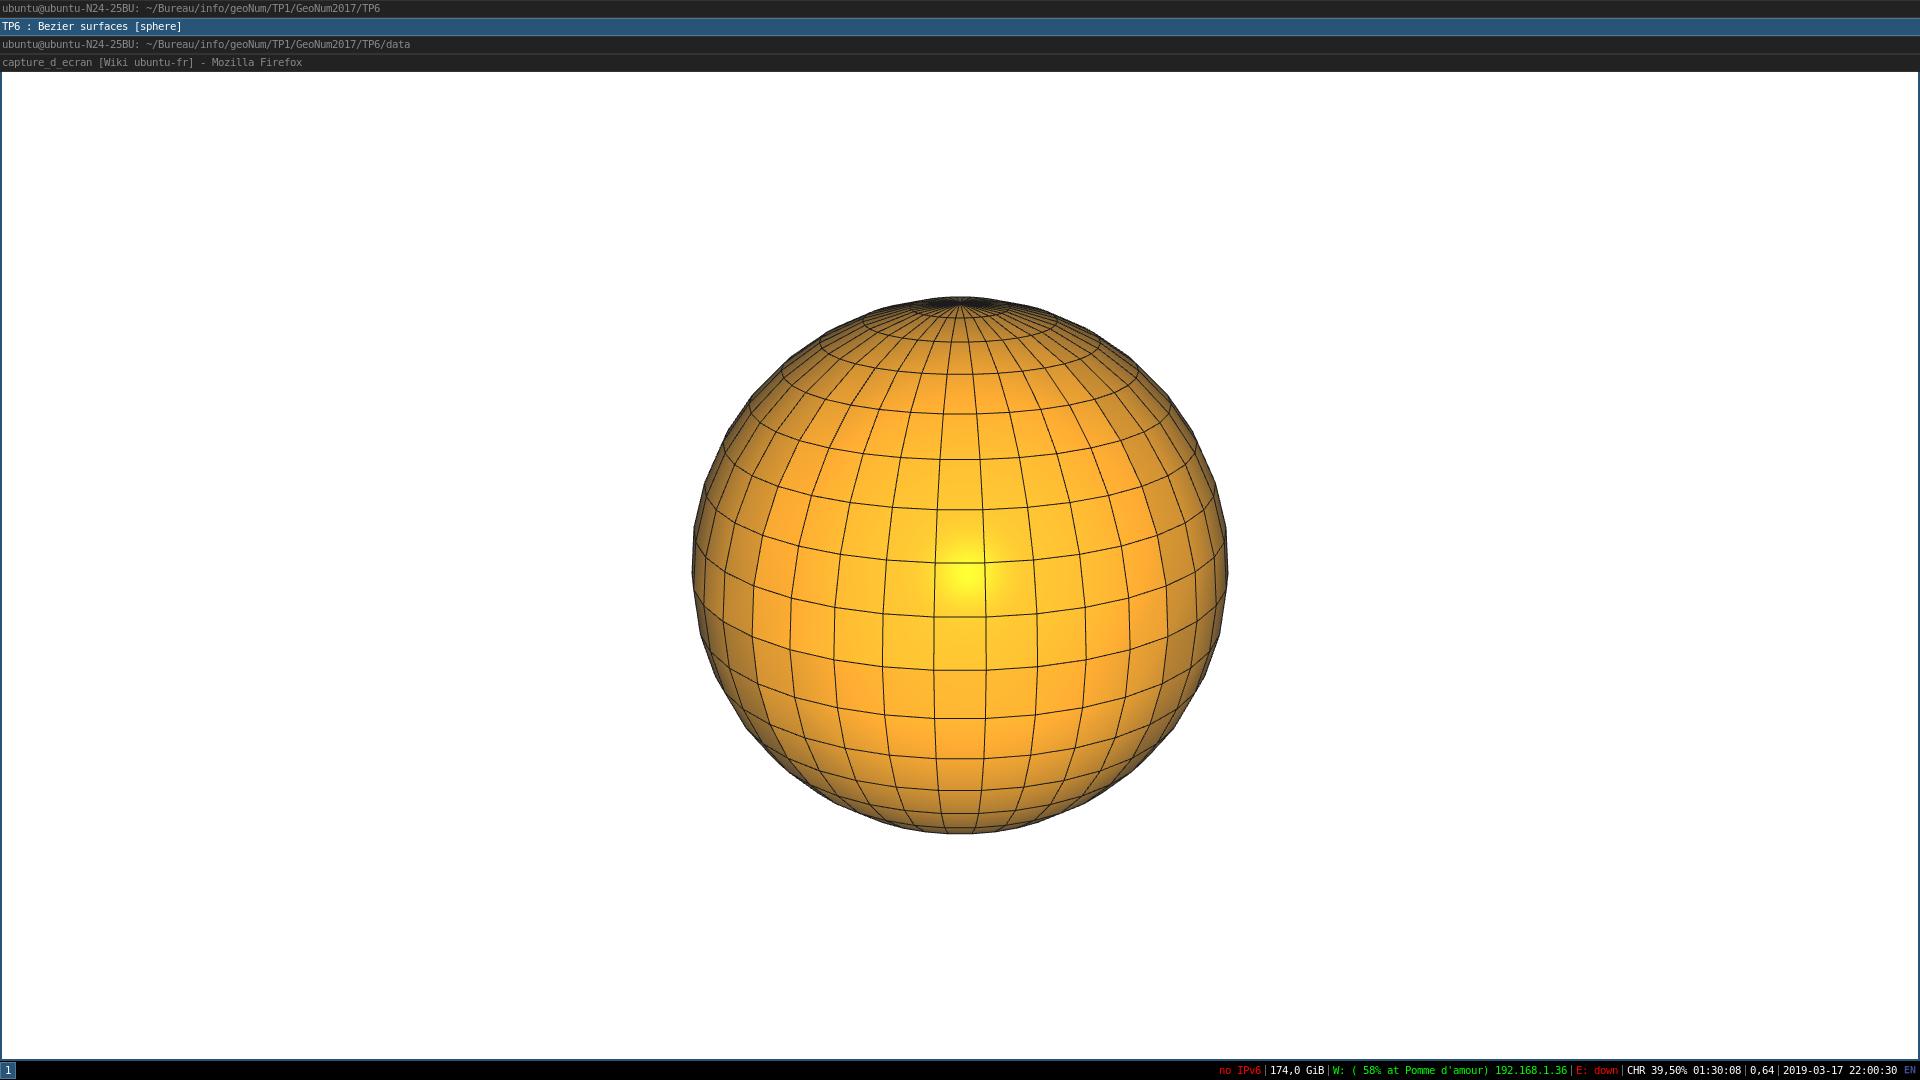 ubuntu@ubuntu-N24-25BU: ~/Bureau/info/geoNum/TP1/GeoNum2017/TP6
TP6 : Bezier surfaces [sphere]
ubuntu@ubuntu-N24-25BU: ~/Bureau/info/geoNum/TP1/GeoNum2017/TP6/data
capture_d_ecran [Wiki ubuntu-fr] - Mozilla Firefox
1 no IPv6|174,0 GiB|W: ( 58% at Pomme d'amour) 192.168.1.36|E: down|CHR 39,50% 01:30:08|0,64|2019-03-17 22:00:30 EN